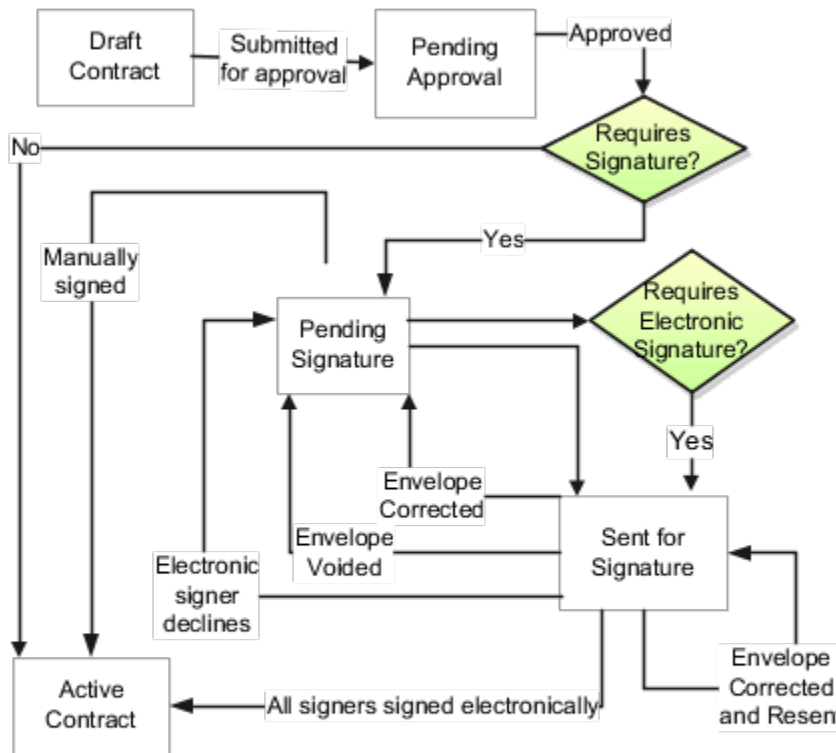 Draft
Contract
Submitted
for approval
Pending
Approval
Approved
Requires
Signature?
No
Yes
Manually
signed
Requires
Electronic
Signature?
Pending
Signature
Yes
Envelope
Corrected
Sent for
Signature
Envelope
Voided
Electronic
signer
declines
Envelope
Corrected
and Resen
Active
Contract
All signers signed electronically